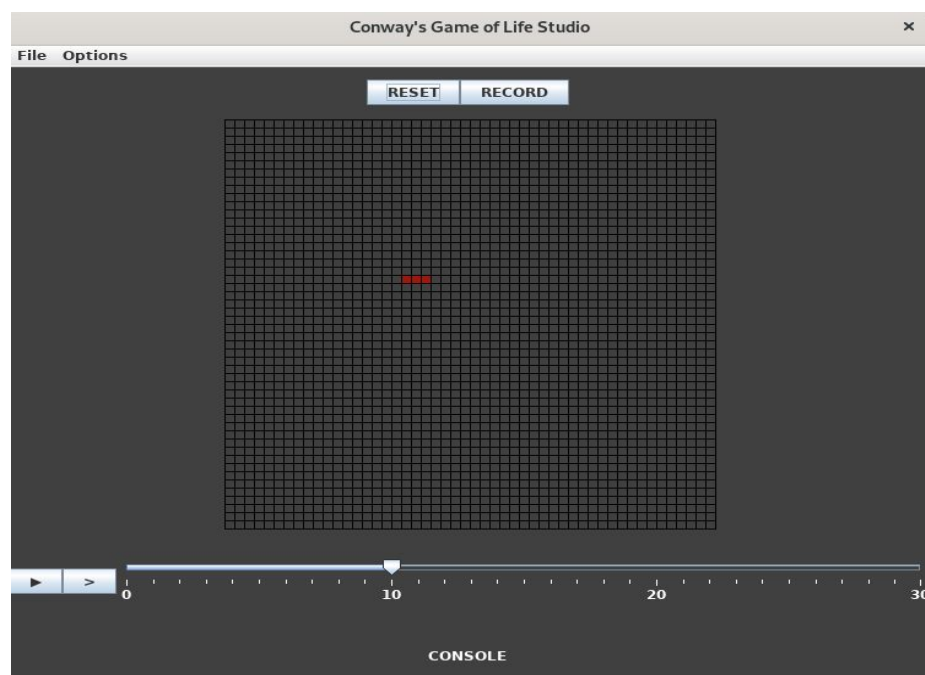 Conway's Game of Life Studio ×
File Options
RESET RECORD
>
0 10 20 30
CONSOLE